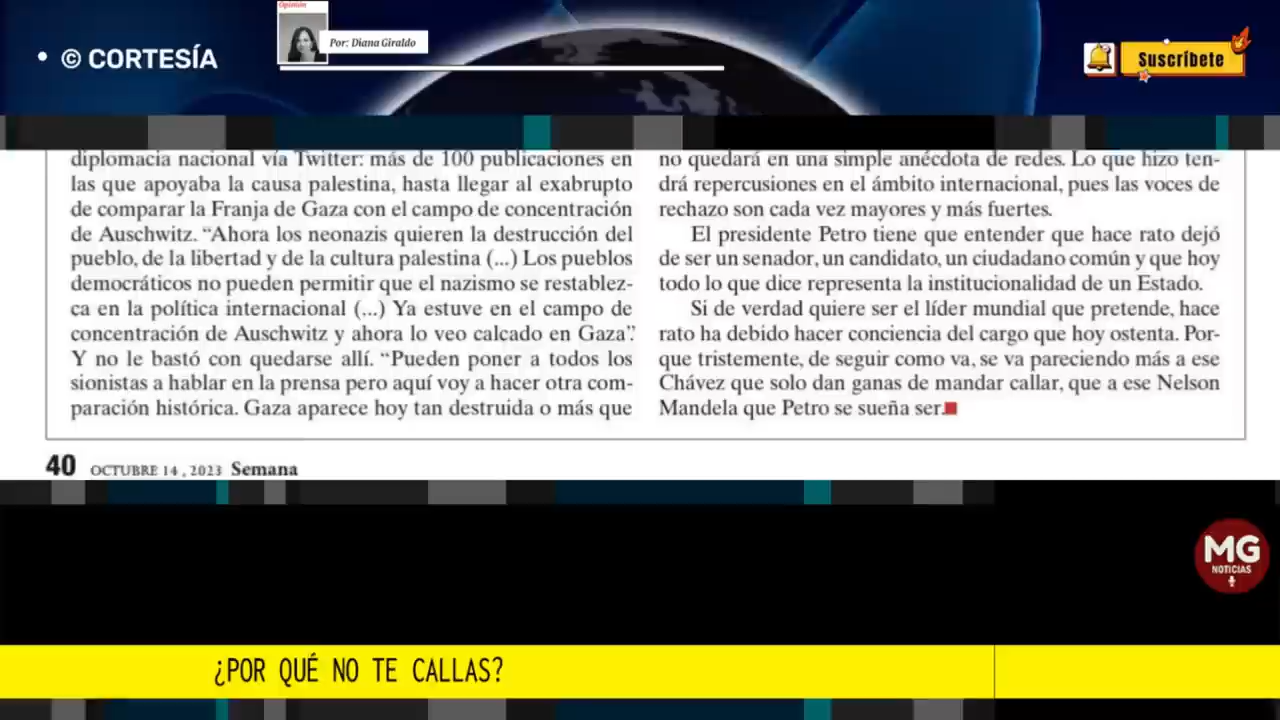 Opinión
Por: Diana Giraldo
• © CORTESÍA
Suscríbete
diplomacia nacional vía Twitter: más de 100 publicaciones en
las que apoyaba la causa palestina, hasta llegar al exabrupto
de comparar la Franja de Gaza con el campo de concentración
de Auschwitz. “Ahora los neonazis quieren la destrucción del
pueblo, de la libertad y de la cultura palestina (...) Los pueblos
democráticos no pueden permitir que el nazismo se restablez-
ca en la política internacional (...) Ya estuve en el campo de
concentración de Auschwitz y ahora lo veo calcado en Gaza”.
Y no le bastó con quedarse allí. “Pueden poner a todos los
sionistas a hablar en la prensa pero aquí voy a hacer otra com-
paración histórica. Gaza aparece hoy tan destruida o más que
no quedará en una simple anécdota de redes. Lo que hizo ten-
drá repercusiones en el ámbito internacional, pues las voces de
rechazo son cada vez mayores y más fuertes.
El presidente Petro tiene que entender que hace rato dejó
de ser un senador, un candidato, un ciudadano común y que hoy
todo lo que dice representa la institucionalidad de un Estado.
Si de verdad quiere ser el líder mundial que pretende, hace
rato ha debido hacer conciencia del cargo que hoy ostenta. Por-
que tristemente, de seguir como va, se va pareciendo más a ese
Chávez que solo dan ganas de mandar callar, que a ese Nelson
Mandela que Petro se sueña ser.
40 OCTUBRE 14, 2023 Semana
MG
NOTICIAS
¿POR QUÉ NO TE CALLAS?